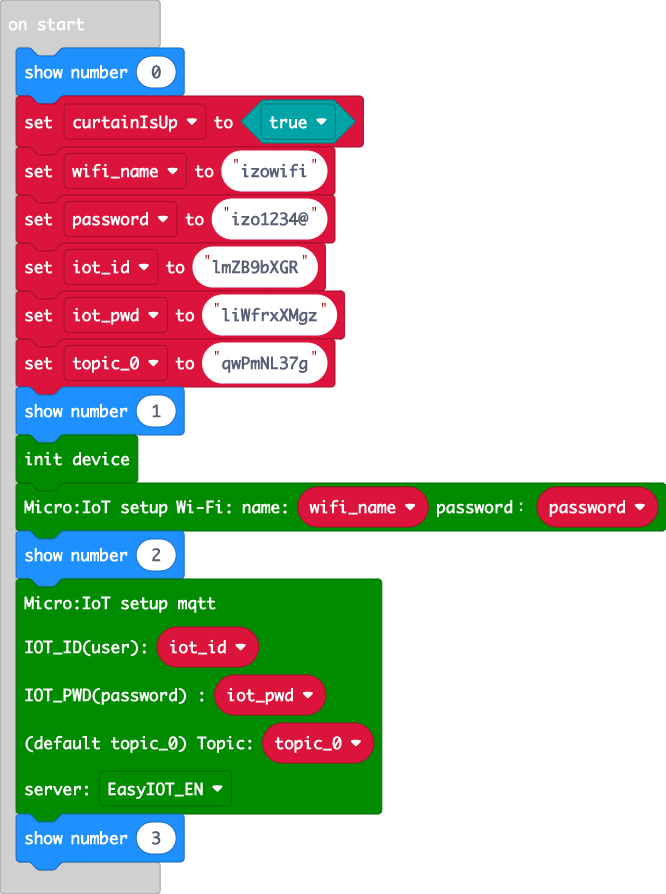 on start
show number 0
set curtainIsUp to true
set wifi_name to "izowifi"
set password to "izo1234@"
set iot_id to "lmZB9bXGR"
set iot_pwd to "liWfrxXMgz"
set topic_0 to "qwPmNL37g"
show number 1
init device
Micro:IoT setup Wi-Fi: name: wifi_name password: password
show number 2
Micro:IoT setup mqtt
IOT_ID(user): iot_id
IOT_PWD(password) : iot_pwd
(default topic_0) Topic: topic_0
server: EasyIOT_EN
show number 3